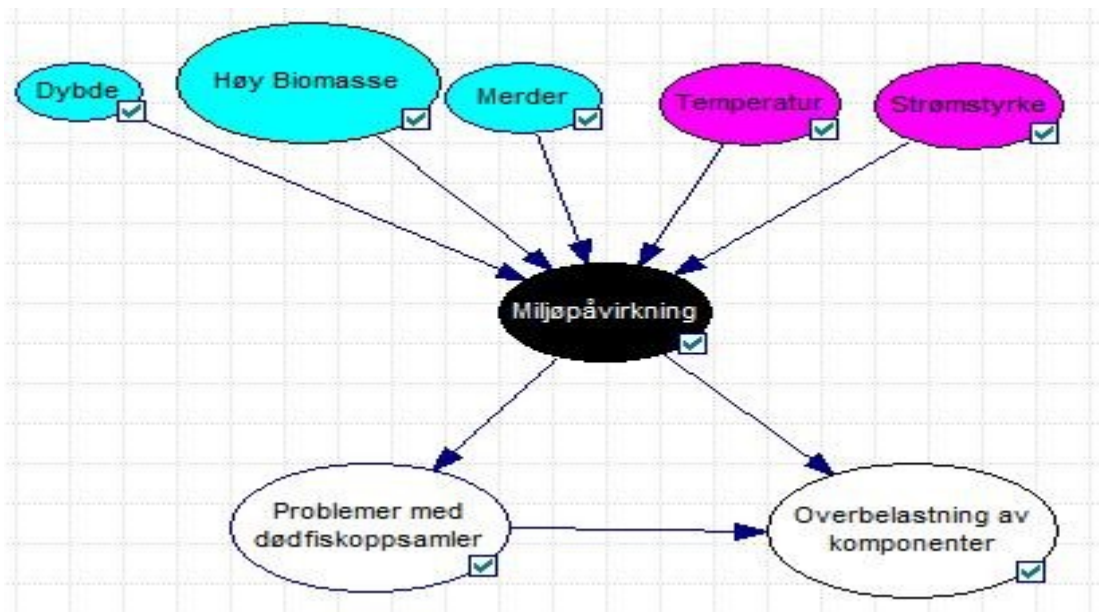 Dybde
Høy Biomasse
Merder
Temperatur
Strømstyrke
Miljøpåvirkning
Problemer med
dødfiskoppsamler
Overbelastning av
komponenter